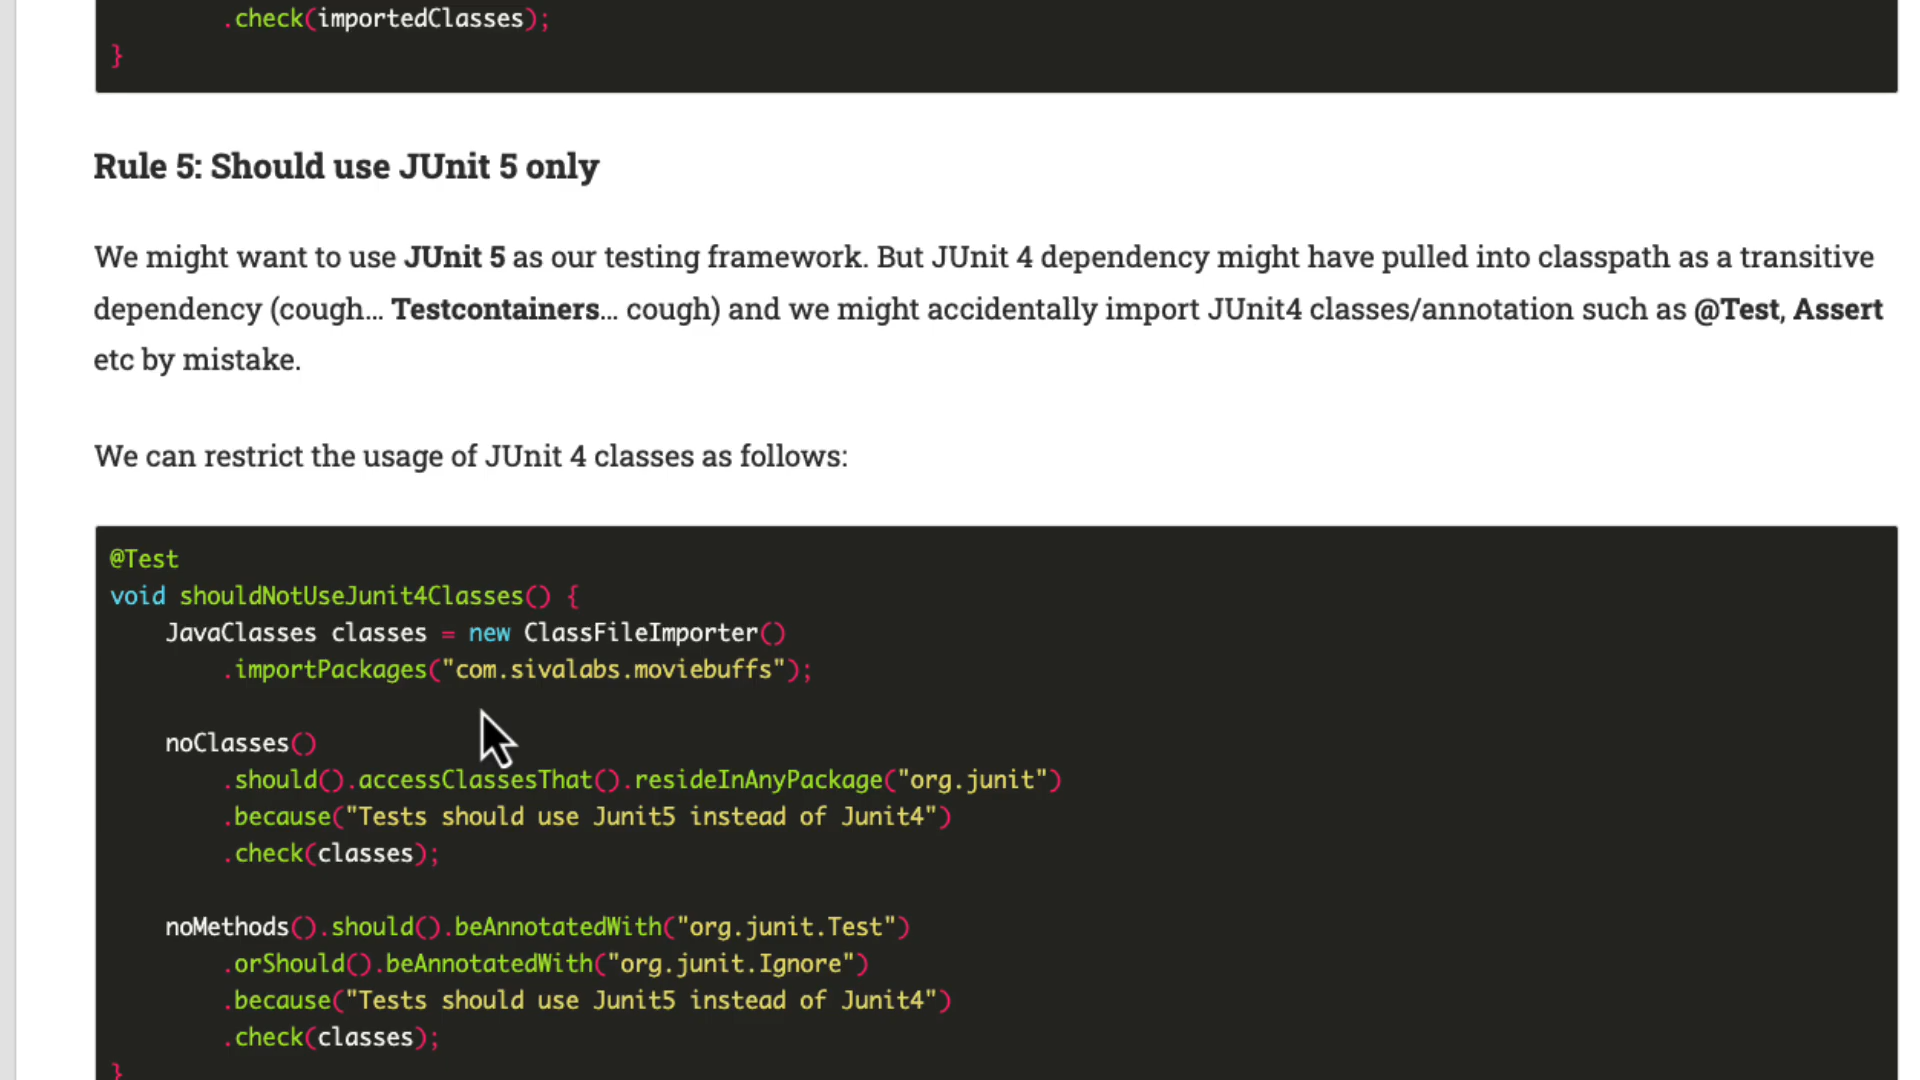 .check(importedClasses);
}
Rule 5: Should use JUnit 5 only
We might want to use JUnit 5 as our testing framework. But JUnit 4 dependency might have pulled into classpath as a transitive
dependency (cough... Testcontainers... cough) and we might accidentally import JUnit4 classes/annotation such as @Test, Assert
etc by mistake.
We can restrict the usage of JUnit 4 classes as follows:
@Test
void shouldNotUseJunit4Classes() {
    JavaClasses classes = new ClassFileImporter()
        .importPackages("com.sivalabs.moviebuffs");
    noClasses()
        .should().accessClassesThat().resideInAnyPackage("org.junit")
        .because("Tests should use Junit5 instead of Junit4")
        .check(classes);
    noMethods().should().beAnnotatedWith("org.junit.Test")
        .orShould().beAnnotatedWith("org.junit.Ignore")
        .because("Tests should use Junit5 instead of Junit4")
        .check(classes);
}